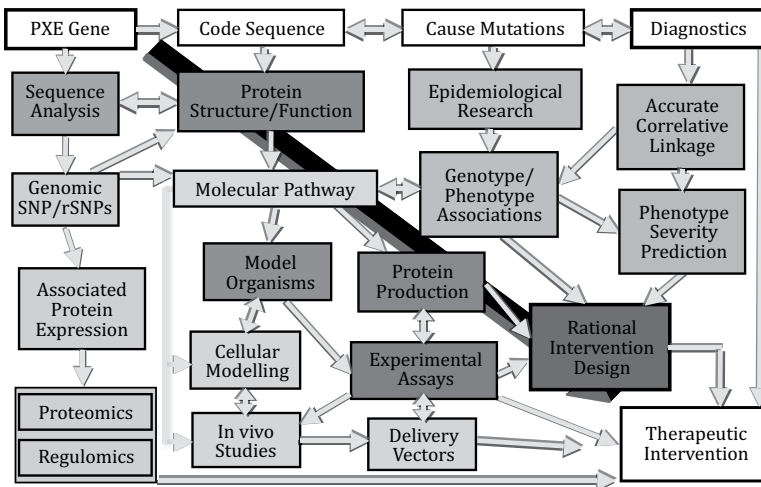 PXE Gene
Code Sequence
Cause Mutations
Diagnostics
Sequence
Analysis
Protein
Structure/Function
Epidemiological
Research
Accurate
Correlative
Linkage
Genomic
SNP/rSNPs
Molecular Pathway
Genotype/
Phenotype
Associations
Phenotype
Severity
Prediction
Associated
Protein
Expression
Model
Organisms
Protein
Production
Rational
Intervention
Design
Cellular
Modelling
Experimental
Assays
Proteomics
Regulomics
In vivo
Studies
Delivery
Vectors
Therapeutic
Intervention